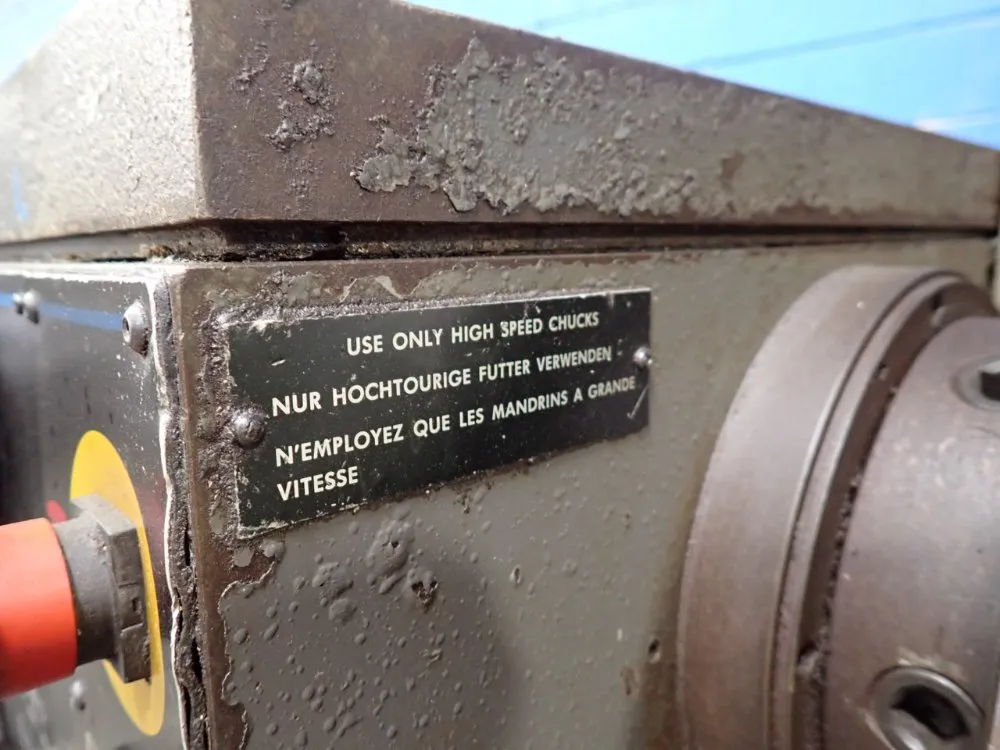 USE ONLY HIGH SPEED CHUCKS
NUR HOCHTOURIGE FUTTER VERWENDEN
N'EMPLOYEZ QUE LES MANDRINS A GRANDE
VITESSE